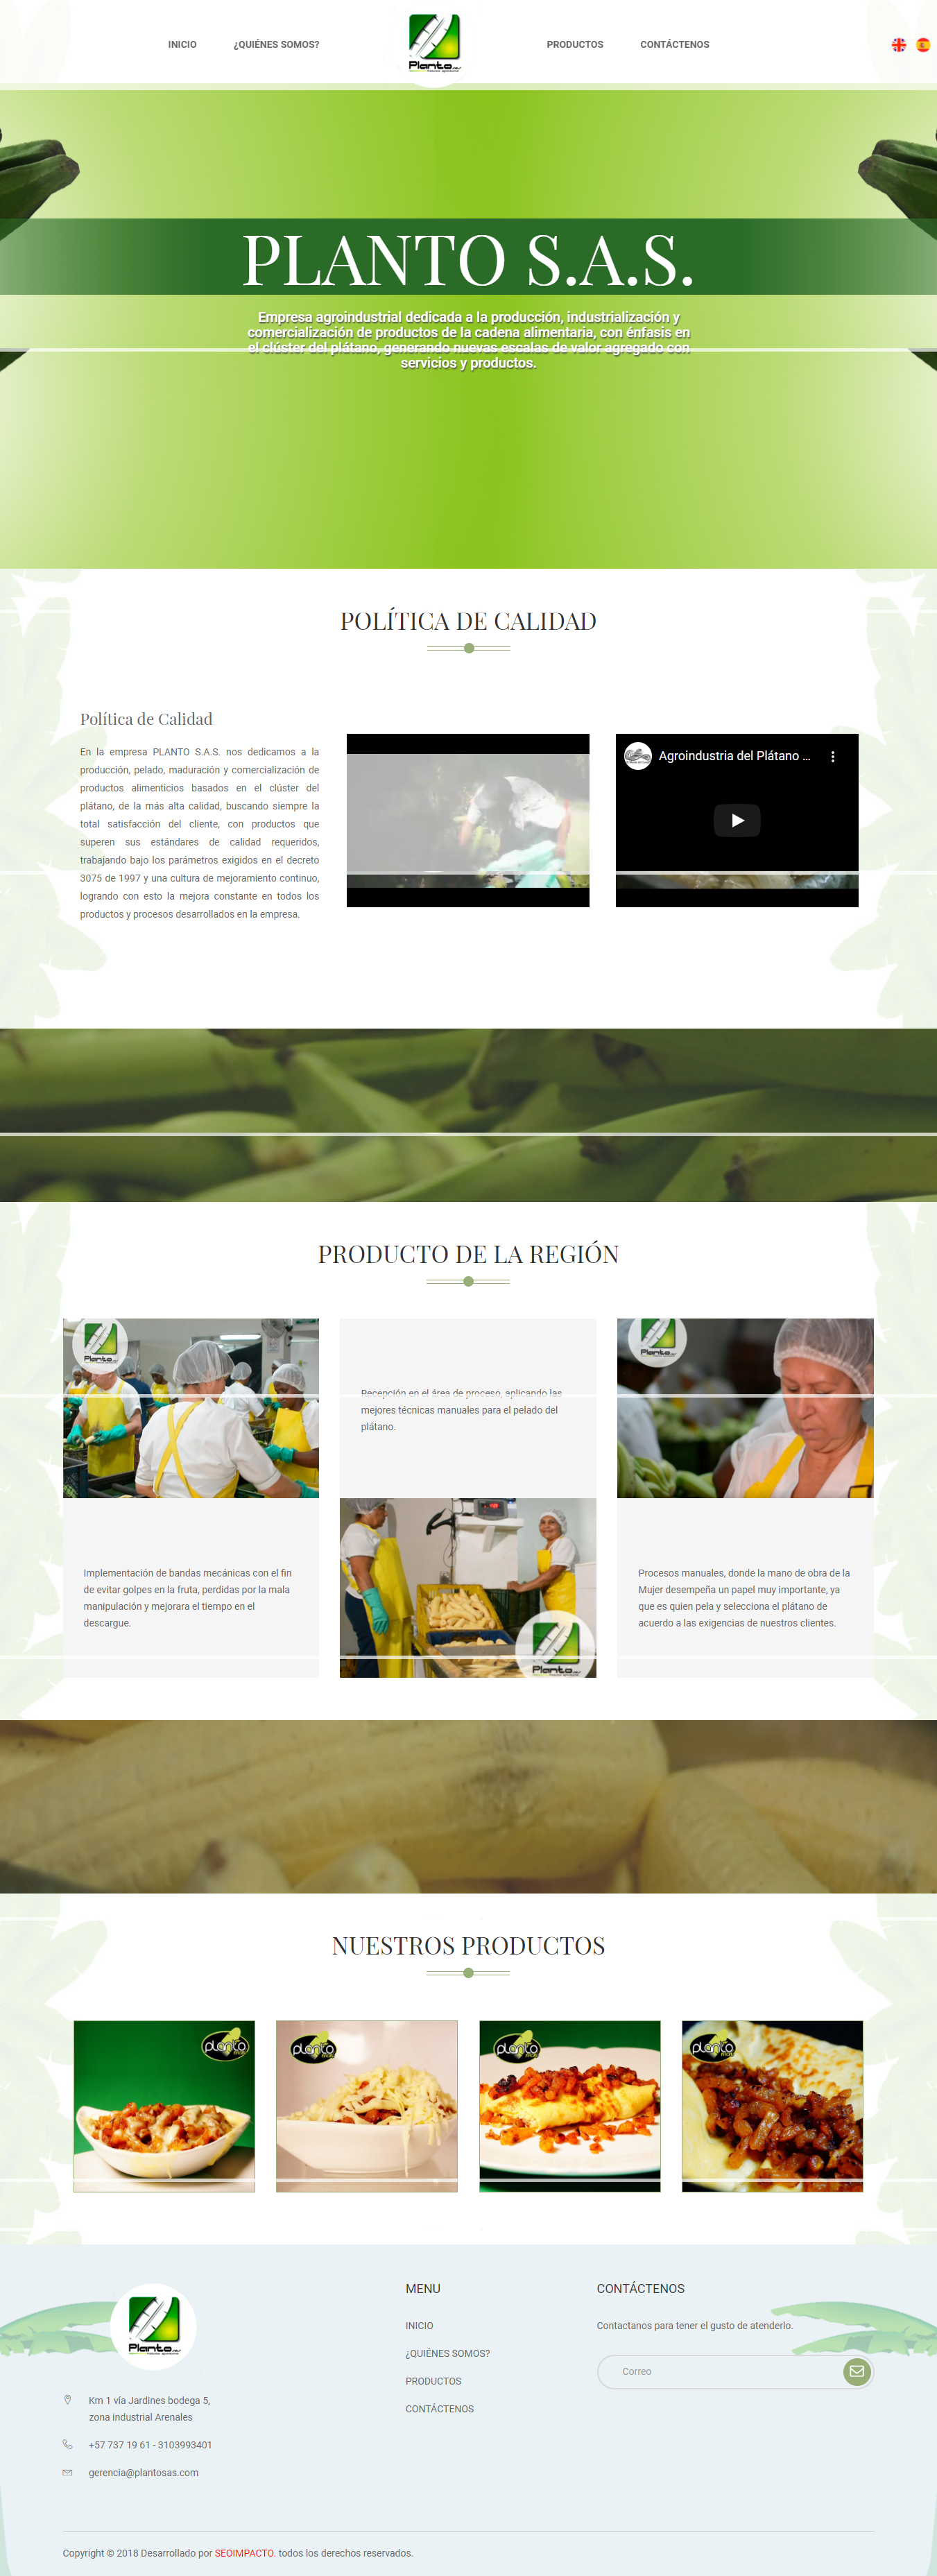 INICIO
¿QUIÉNES SOMOS?
Planto
PRODUCTOS
CONTÁCTENOS
PLANTO S.A.S.
Empresa agroindustrial dedicada a la producción, industrialización y
comercialización de productos de la cadena alimentaria, con énfasis en
el clúster del plátano, generando nuevas escalas de valor agregado con
servicios y productos.
POLÍTICA DE CALIDAD
Política de Calidad
En la empresa PLANTO S.A.S. nos dedicamos a la
producción, pelado, maduración y comercialización de
productos alimenticios basados en el clúster del
plátano, de la más alta calidad, buscando siempre la
total satisfacción del cliente, con productos que
superen sus estándares de calidad requeridos,
trabajando bajo los parámetros exigidos en el decreto
3075 de 1997 y una cultura de mejoramiento continuo,
logrando con esto la mejora constante en todos los
productos y procesos desarrollados en la empresa.
Agroindustria del Plátano ...
PRODUCTO DE LA REGIÓN
Planto
Recepción en el área de proceso, aplicando las
mejores técnicas manuales para el pelado del
plátano.
Planto
Implementación de bandas mecánicas con el fin
de evitar golpes en la fruta, perdidas por la mala
manipulación y mejorara el tiempo en el
descargue.
Planto
Procesos manuales, donde la mano de obra de la
Mujer desempeña un papel muy importante, ya
que es quien pela y selecciona el plátano de
acuerdo a las exigencias de nuestros clientes.
NUESTROS PRODUCTOS
planto
planto
planto
planto
Planto
Km 1 vía Jardines bodega 5,
zona industrial Arenales
+57 737 19 61 - 3103993401
gerencia@plantosas.com
MENU
INICIO
¿QUIÉNES SOMOS?
PRODUCTOS
CONTÁCTENOS
CONTÁCTENOS
Contactanos para tener el gusto de atenderlo.
Correo
Copyright © 2018 Desarrollado por SEOIMPACTO. todos los derechos reservados.